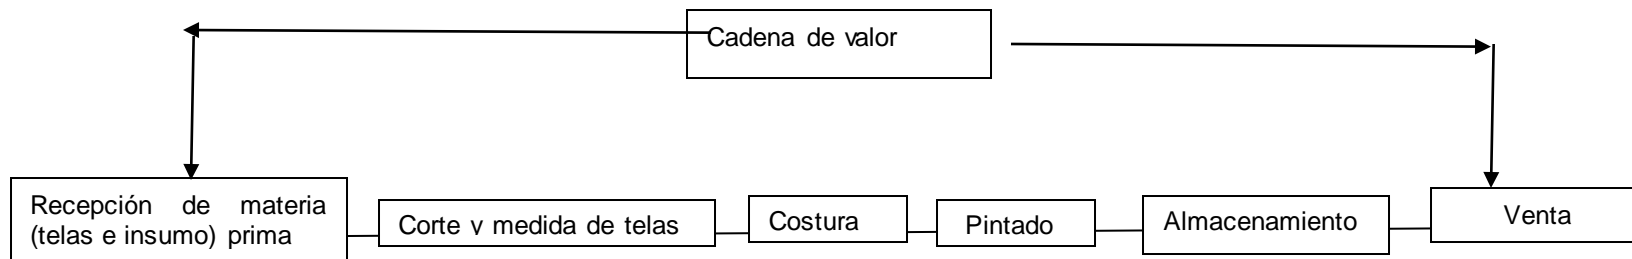 Cadena de valor
Recepción de materia
(telas e insumo) prima
Corte y medida de telas
Costura
Pintado
Almacenamiento
Venta